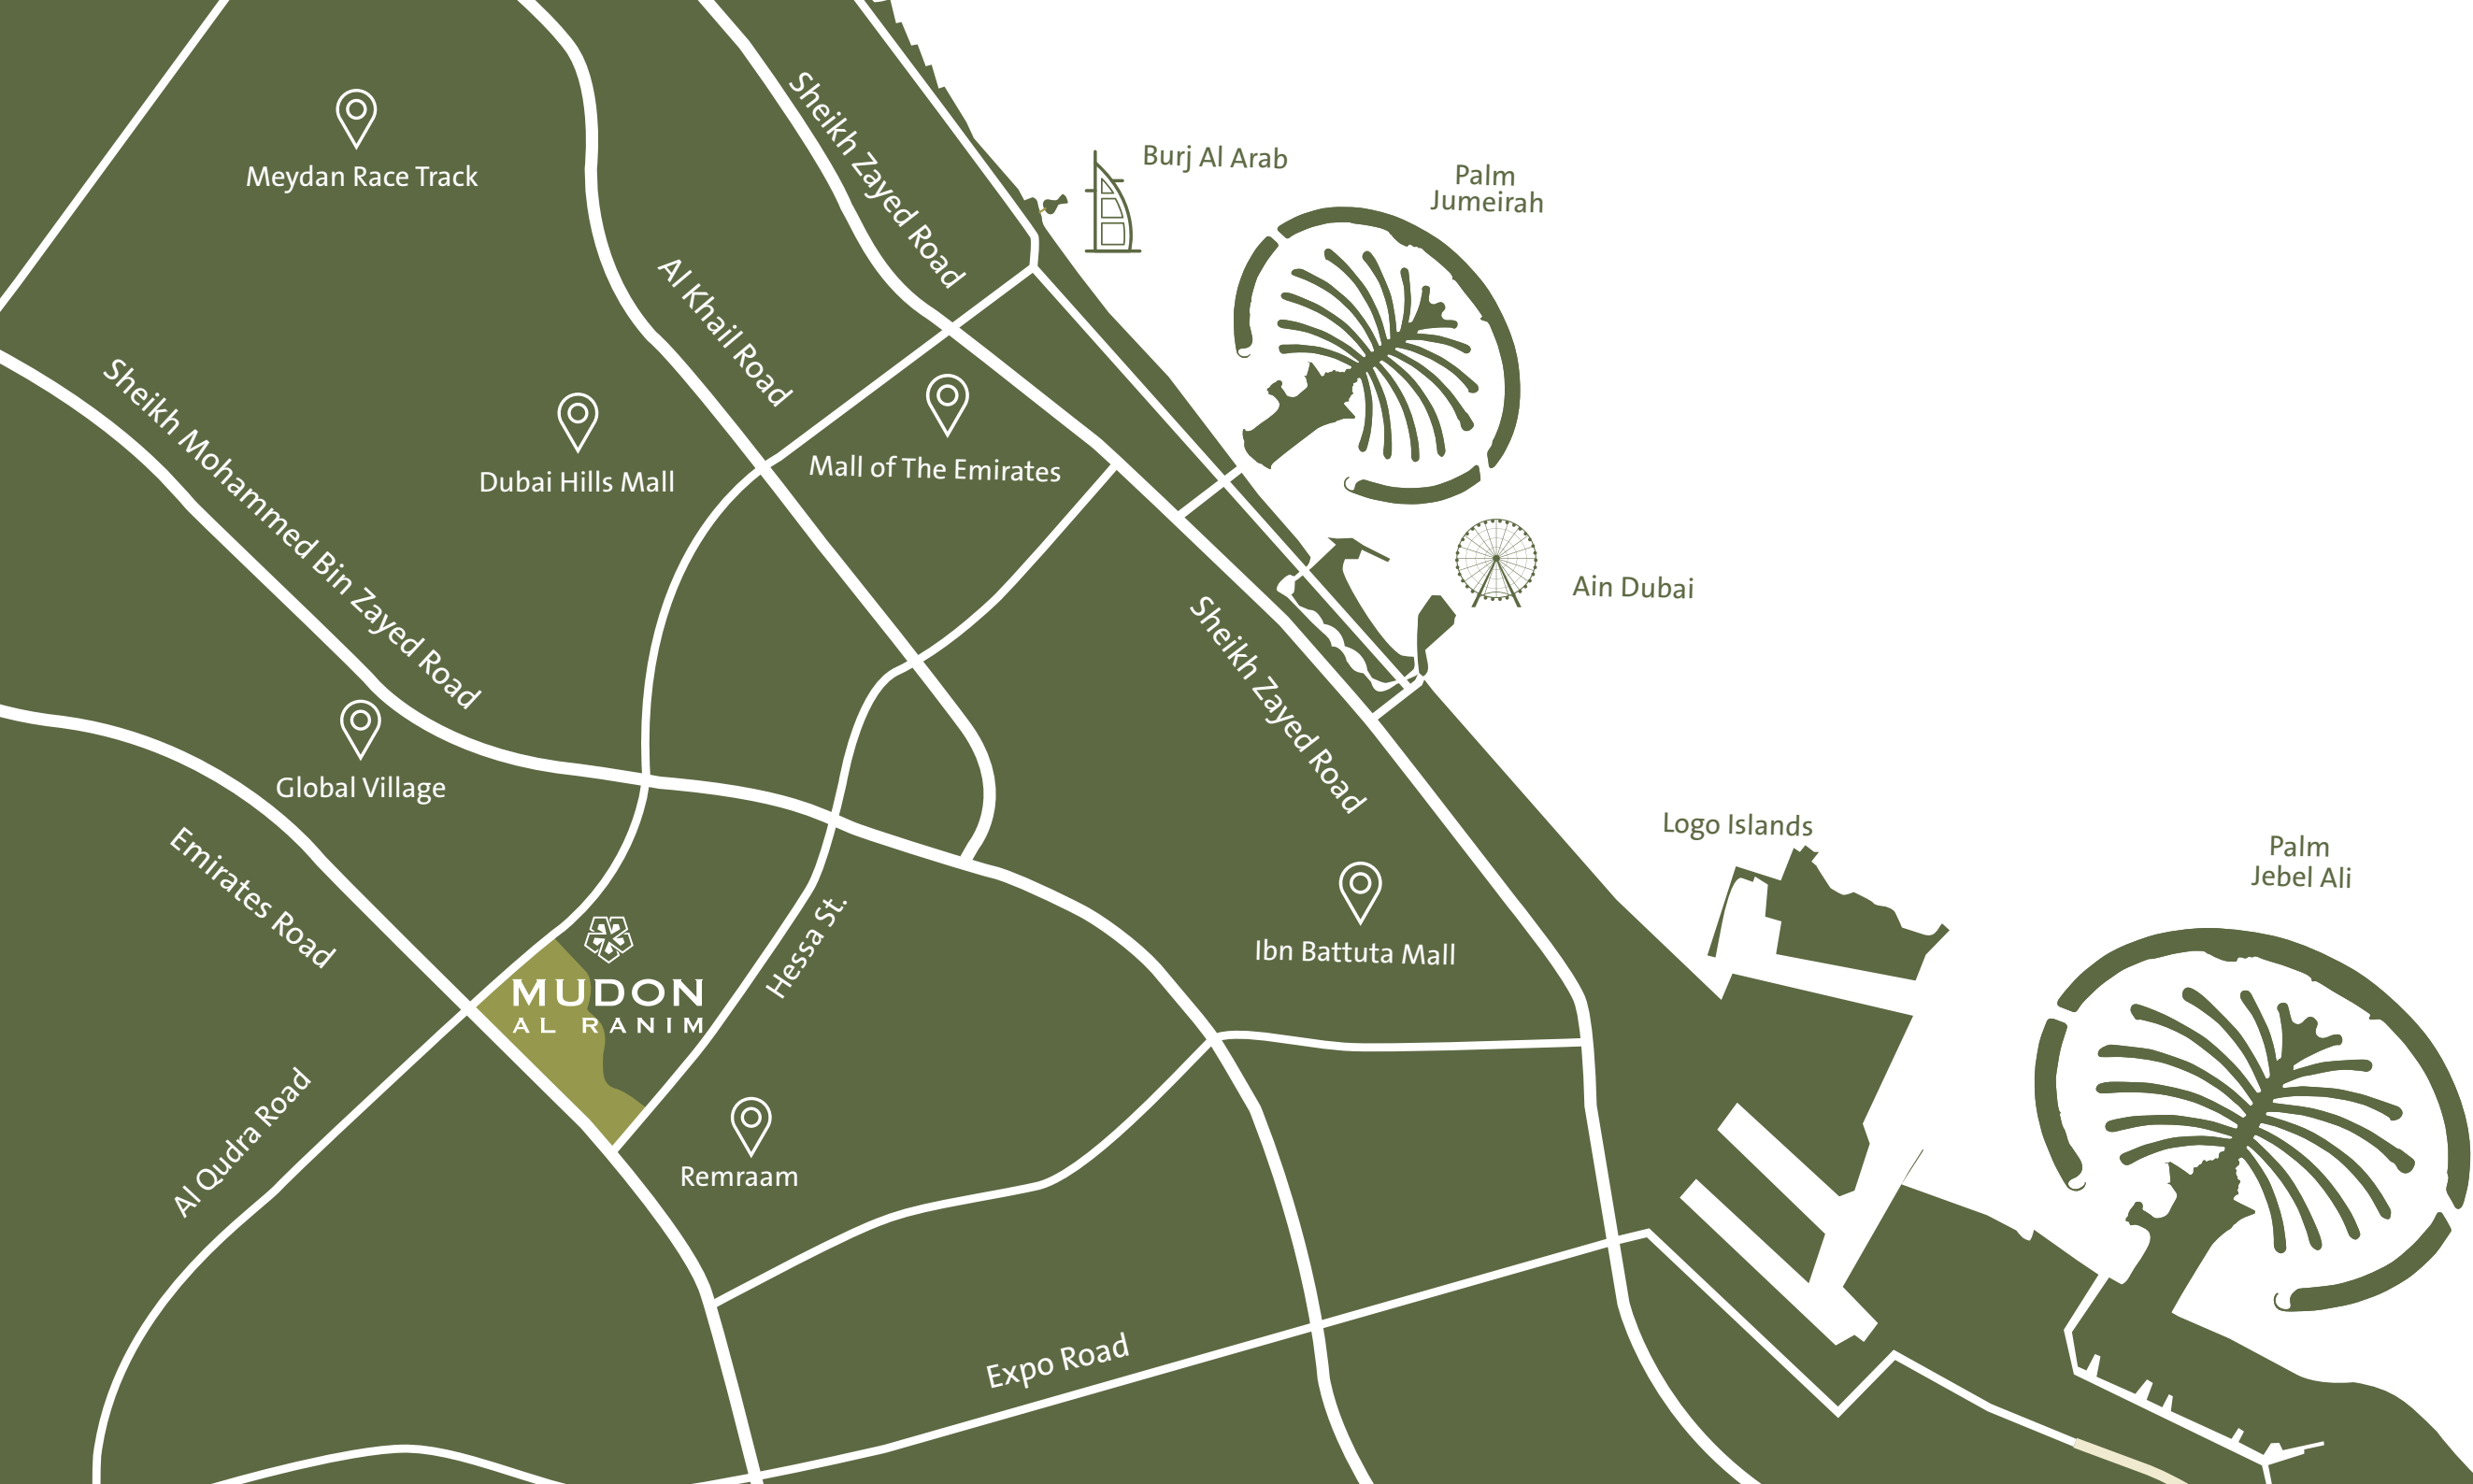 Meydan Race Track
Sheikh Zayed Road
Burj Al Arab
Palm
Jumeirah
Al Khail Road
Sheikh Mohammed Bin Zayed Road
Dubai Hills Mall
Mall of The Emirates
Ain Dubai
Sheikh Zayed Road
Global Village
Emirates Road
Logo Islands
Palm
Jebel Ali
Hessa St.
Ibn Battuta Mall
MUDON
AL RANIM
Al Qudra Road
Remraam
Expo Road